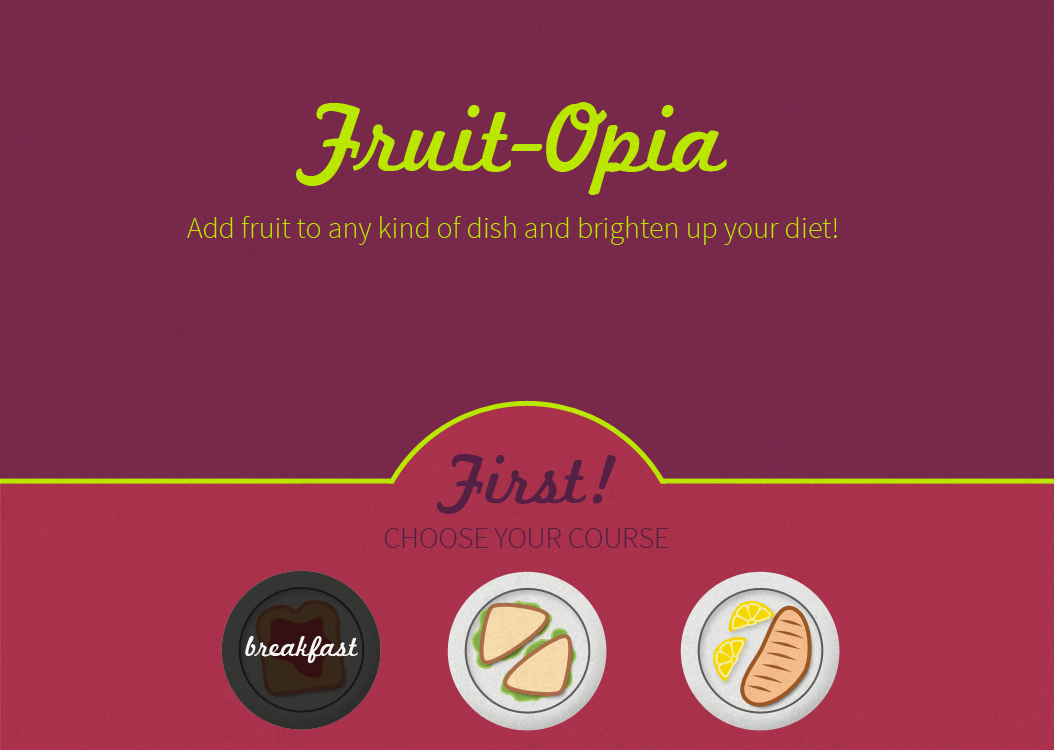 Fruit-Opia
Add fruit to any kind of dish and brighten up your diet!
First!
CHOOSE YOUR COURSE
breakfast